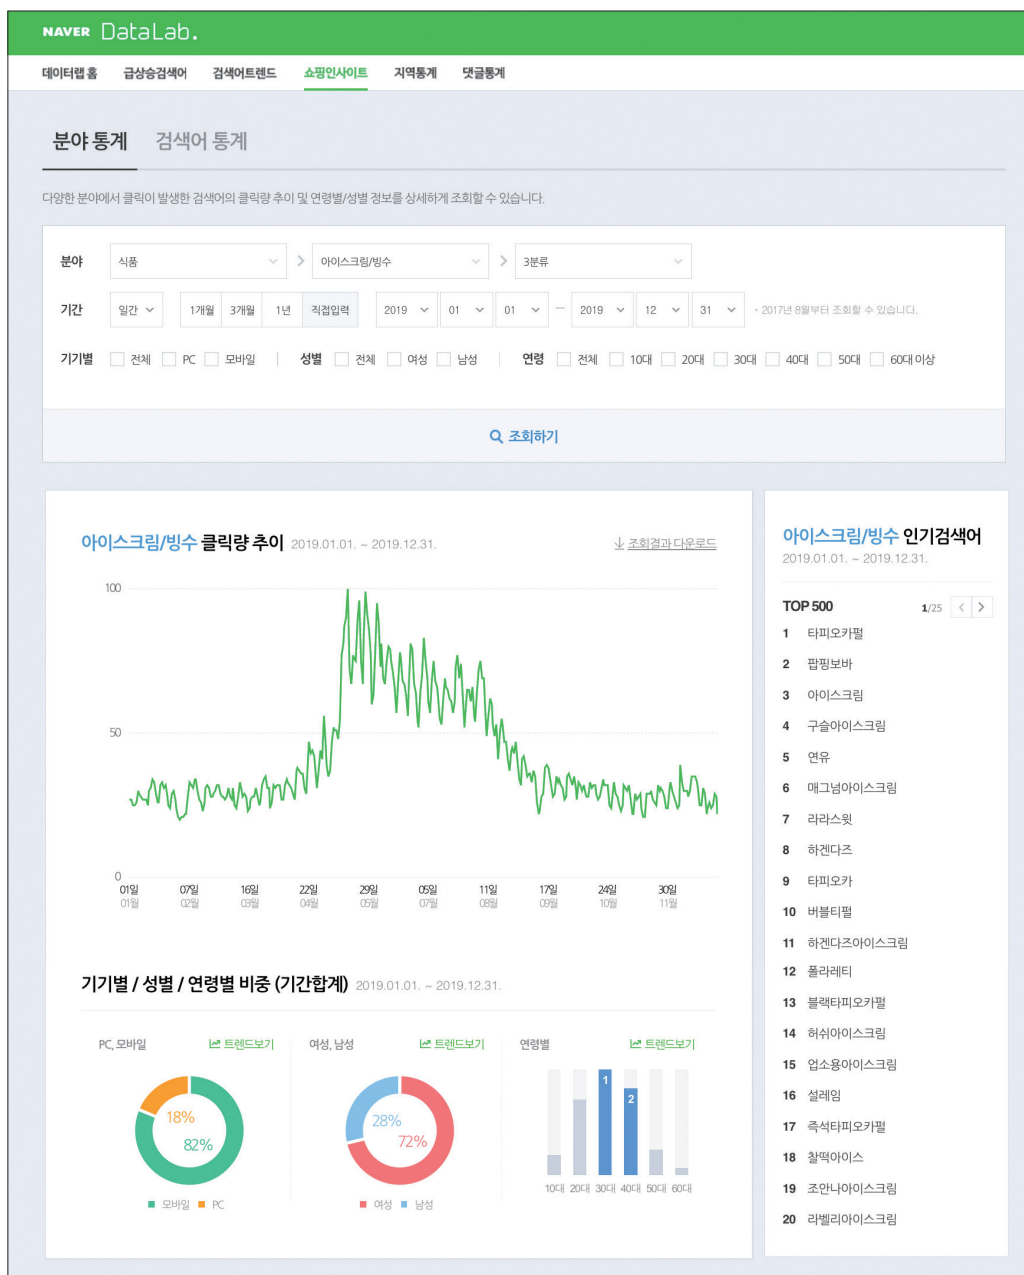 NAVER DataLab.
데이터랩 홈 급상승검색어 검색어트렌드 쇼핑인사이트 지역통계 댓글통계
분야 통계 검색어 통계
다양한 분야에서 클릭이 발생한 검색어의 클릭량 추이 및 연령별/성별 정보를 상세하게 조회할 수 있습니다.
분야 식품 > 아이스크림/빙수 > 3분류
기간 일간 1개월 3개월 1년 직접입력 2019 01 01 - 2019 12 31 - 2017년 8월부터 조회할 수 있습니다.
기기별 전체 PC 모바일 성별 전체 여성 남성 연령 전체 10대 20대 30대 40대 50대 60대 이상
조회하기
아이스크림/빙수 클릭량 추이 2019.01.01. ~ 2019.12.31. 조회결과 다운로드
100
50
0
01일 07일 16일 22일 29일 05일 11일 17일 24일 30일
01월 02월 03월 04월 05월 07월 08월 09월 10월 11월
기기별 / 성별 / 연령별 비중 (기간합계) 2019.01.01. ~ 2019.12.31.
PC, 모바일 트렌드보기 여성, 남성 트렌드보기 연령별 트렌드보기
18%
82%
28%
72%
1
2
10대 20대 30대 40대 50대 60대
모바일 PC 여성 남성
아이스크림/빙수 인기검색어
2019.01.01. ~ 2019.12.31.
TOP 500 1/25 < >
1 타피오카펄
2 팝핑보바
3 아이스크림
4 구슬아이스크림
5 연유
6 매그넘아이스크림
7 라라스윗
8 하겐다즈
9 타피오카
10 버블티펄
11 하겐다즈아이스크림
12 폴라레티
13 블랙타피오카펄
14 허쉬아이스크림
15 업소용아이스크림
16 설레임
17 즉석타피오카펄
18 찰떡아이스
19 조안나아이스크림
20 라벨리아이스크림